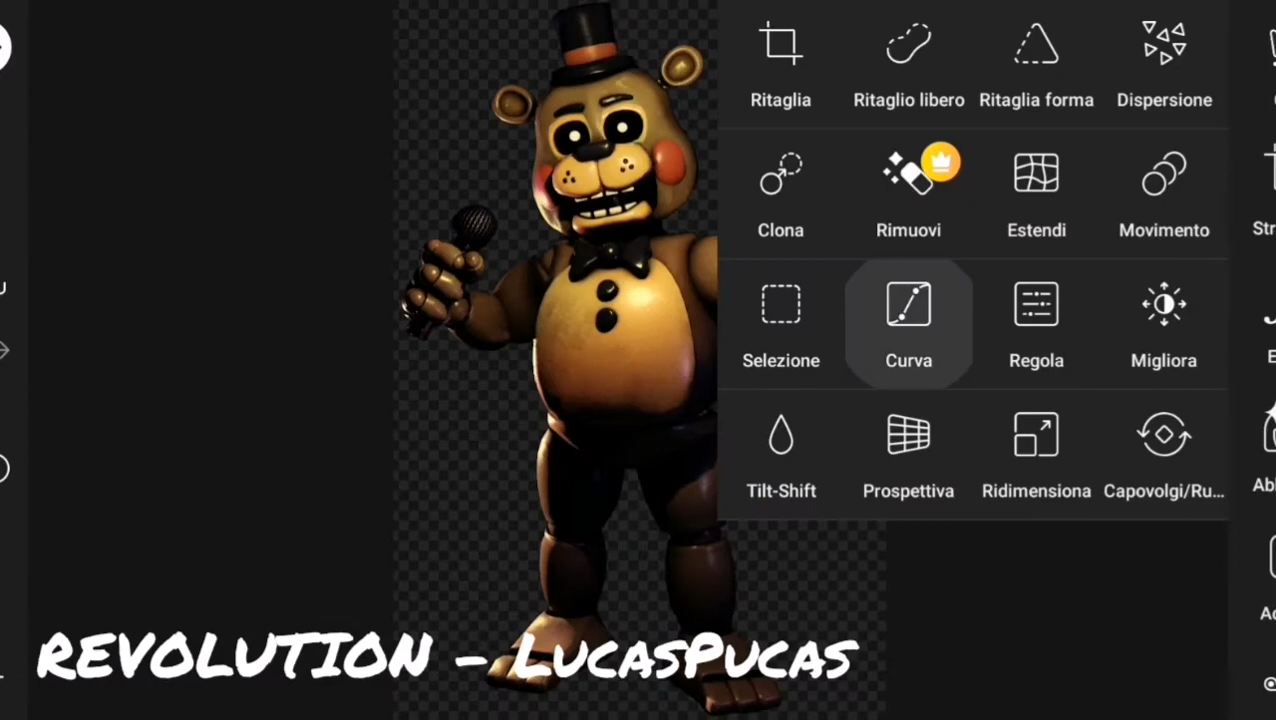 Ritaglia
Ritaglio libero
Ritaglia forma
Dispersione
Clona
Rimuovi
Estendi
Movimento
Selezione
Curva
Regola
Migliora
Tilt-Shift
Prospettiva
Ridimensiona
Capovolgi/Ru...
REVOLUTION - LucasPucas